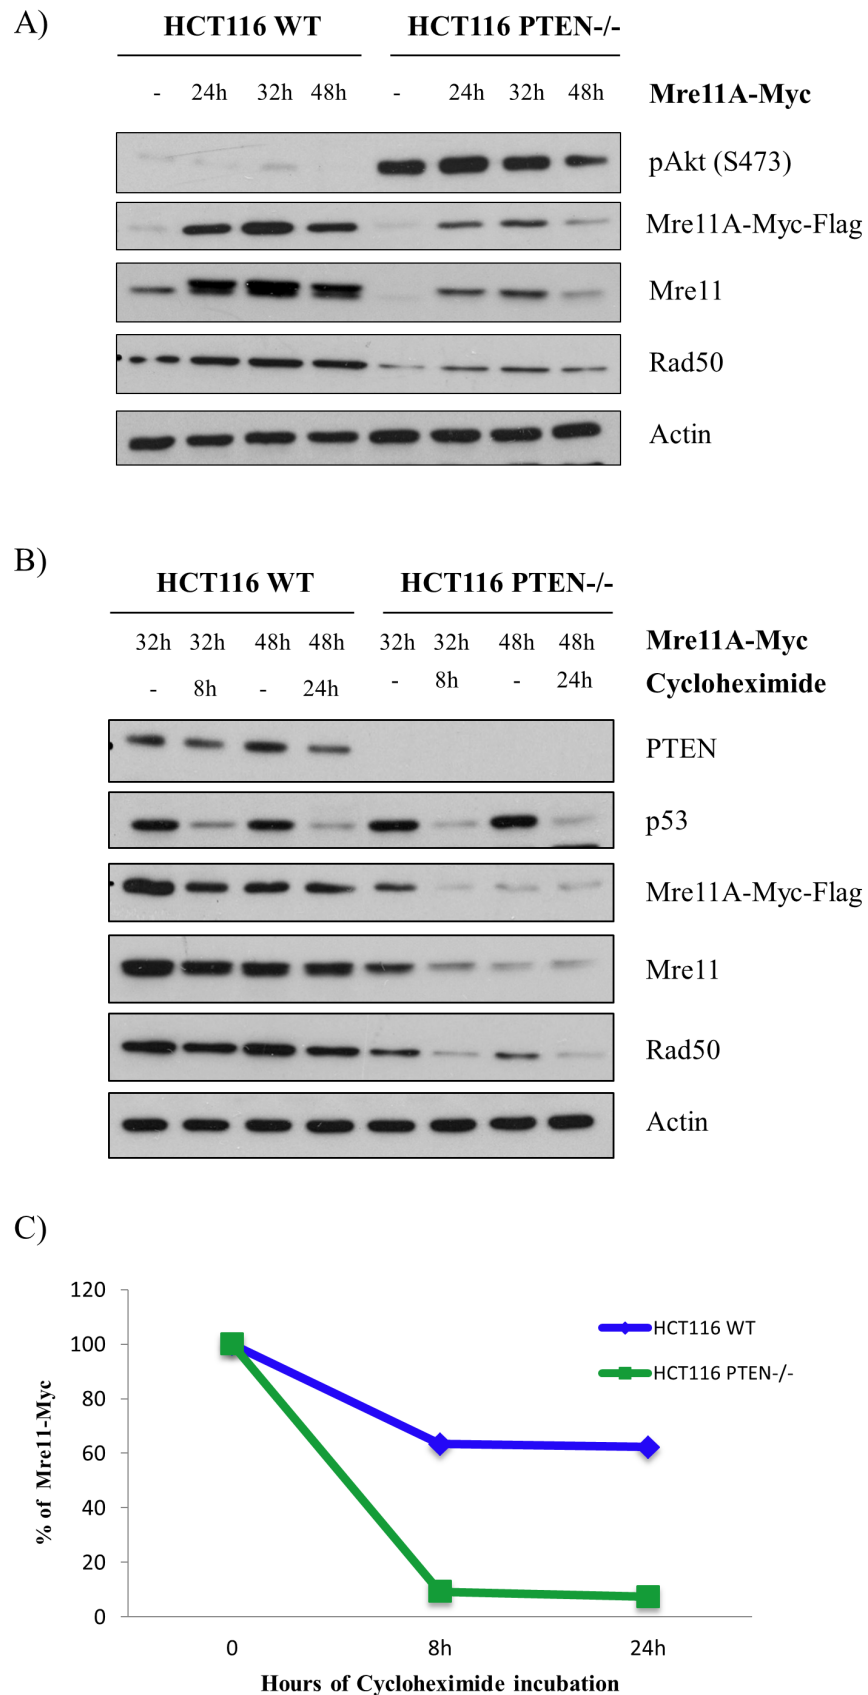 A)
HCT116 WT HCT116 PTEN-/-
- 24h 32h 48h - 24h 32h 48h Mre11A-Myc
pAkt (S473)
Mre11A-Myc-Flag
Mre11
Rad50
Actin
B)
HCT116 WT HCT116 PTEN-/-
32h 32h 48h 48h 32h 32h 48h 48h Mre11A-Myc
- 8h - 24h - 8h - 24h Cycloheximide
PTEN
p53
Mre11A-Myc-Flag
Mre11
Rad50
Actin
C)
120
100
80
60
40
20
0
% of Mre11-Myc
HCT116 WT
HCT116 PTEN-/-
0 8h 24h
Hours of Cycloheximide incubation